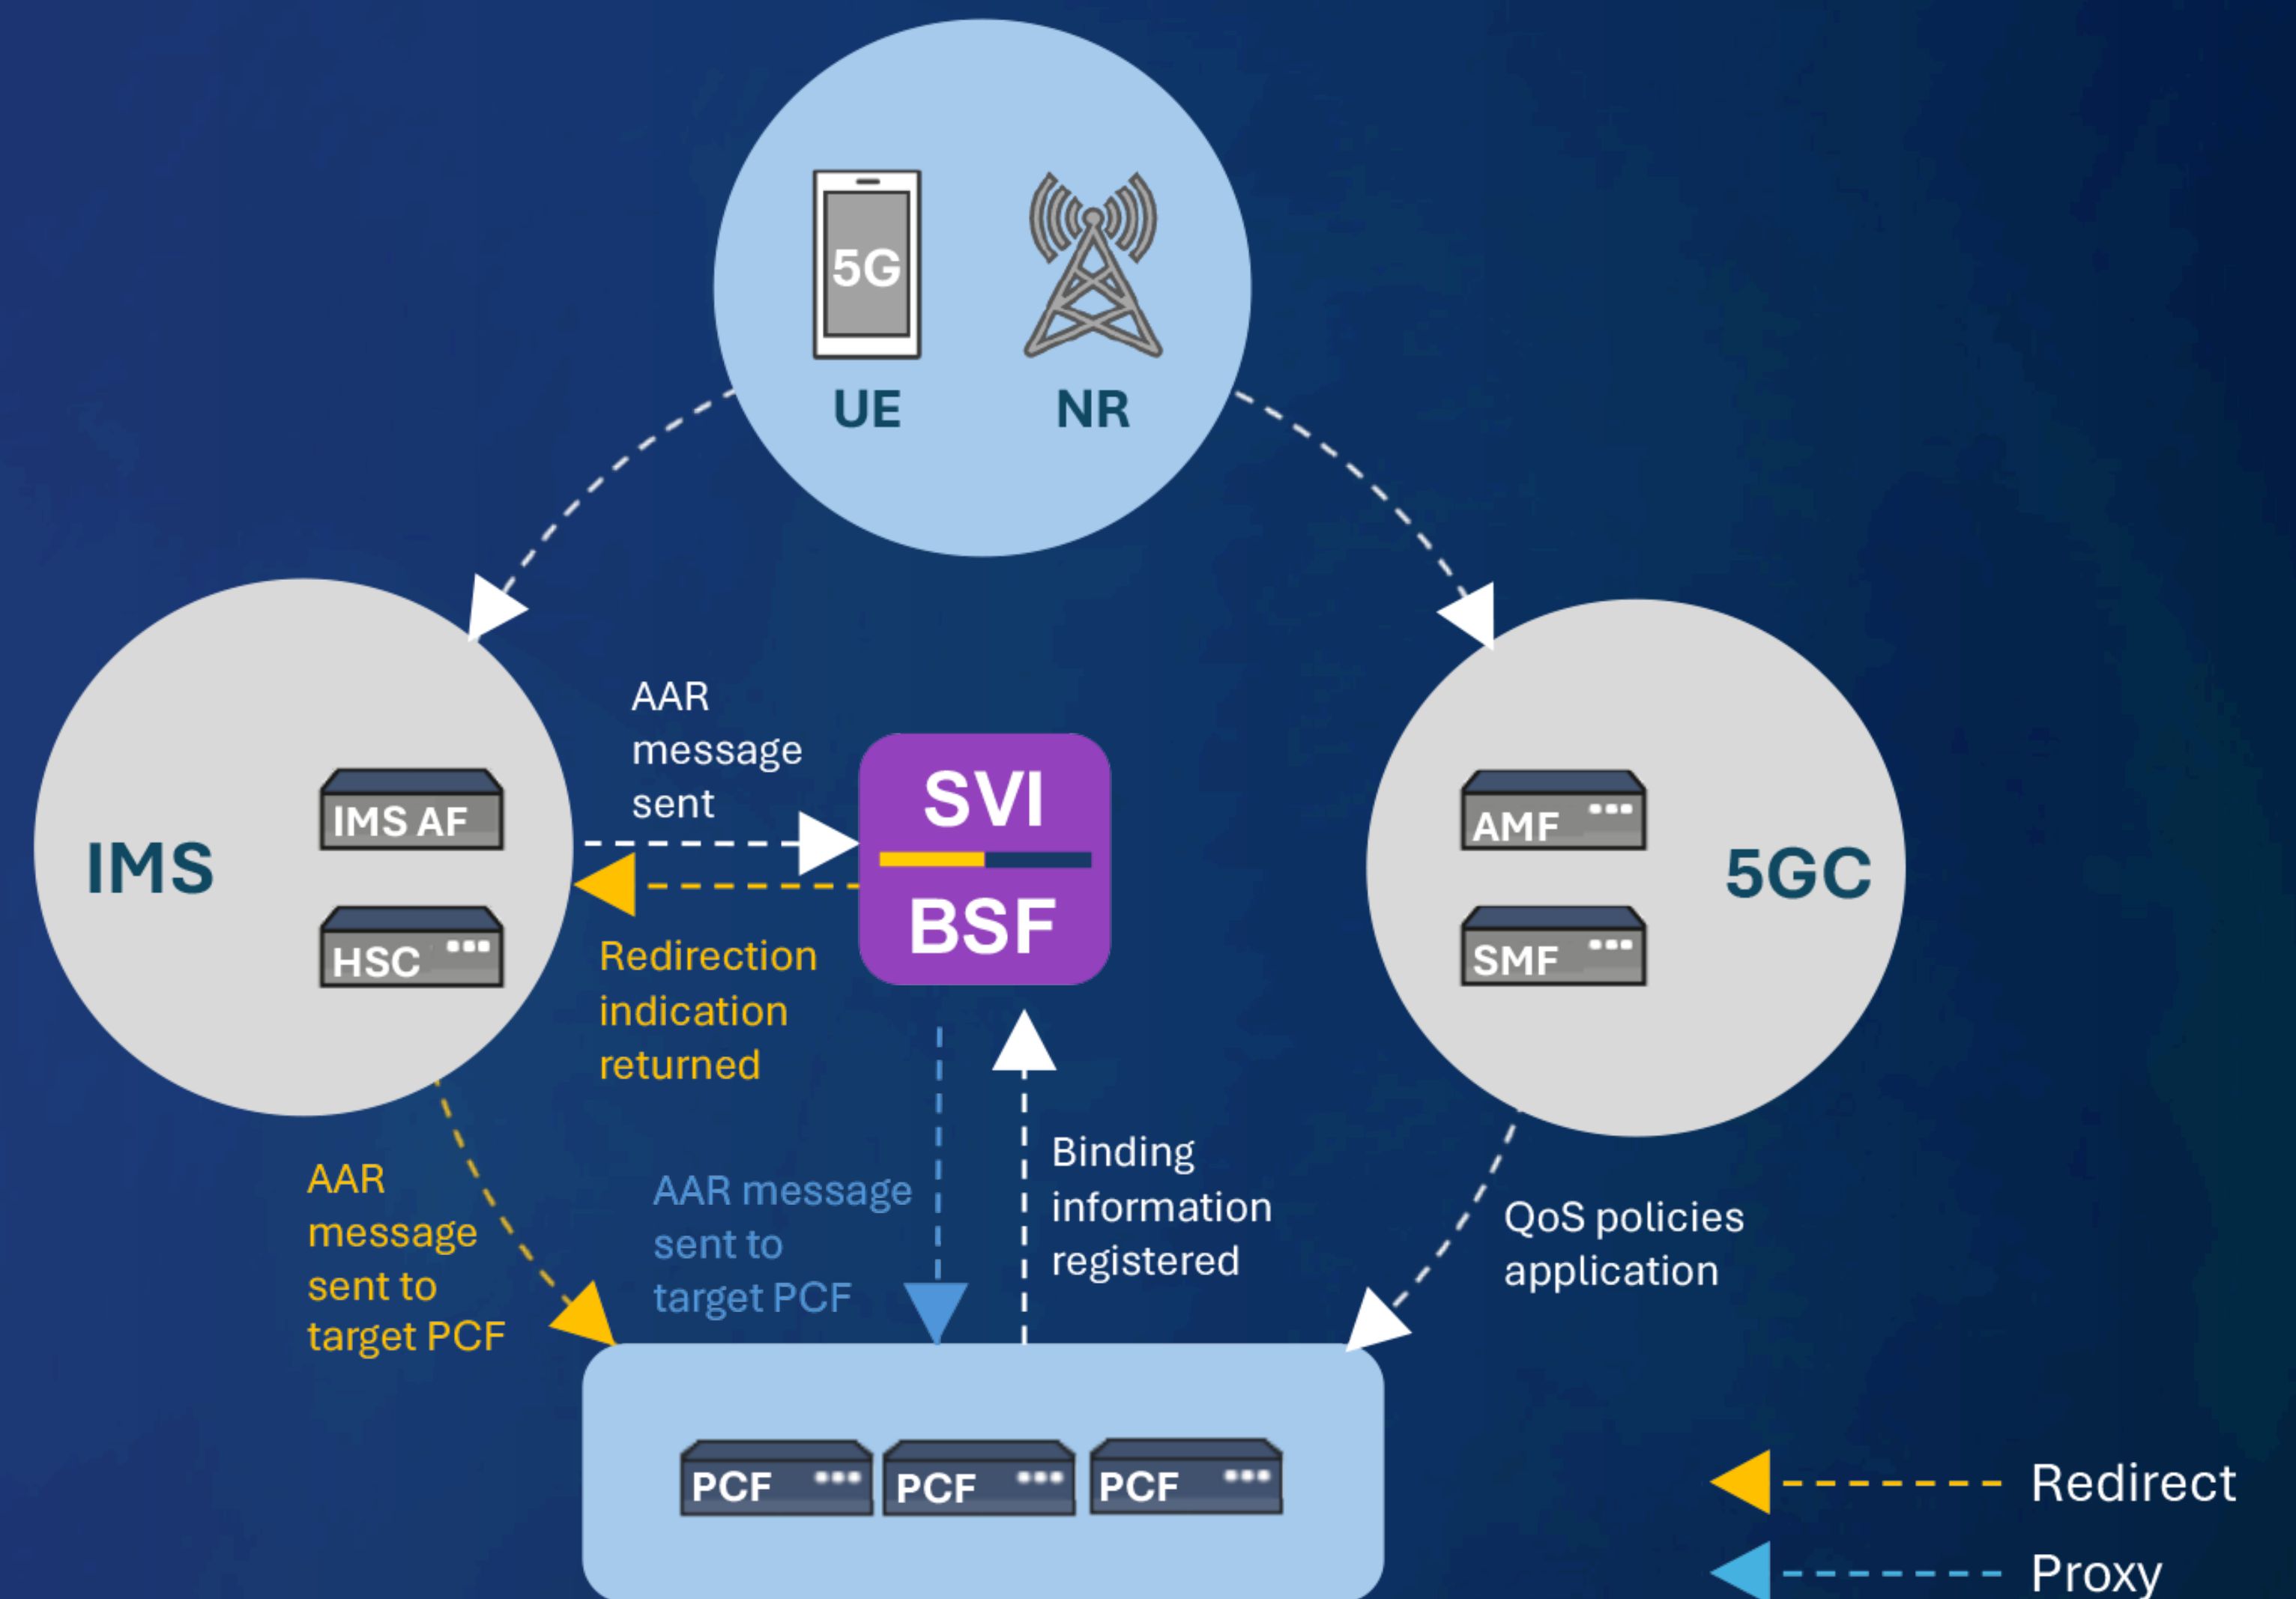 5G
UE
NR
AAR
message
sent
SVI
BSF
IMS AF
IMS
HSC
AMF
5GC
SMF
Redirection
indication
returned
AAR
message
sent to
target PCF
AAR message
sent to
target PCF
Binding
information
registered
QoS policies
application
PCF
PCF
PCF
Redirect
Proxy